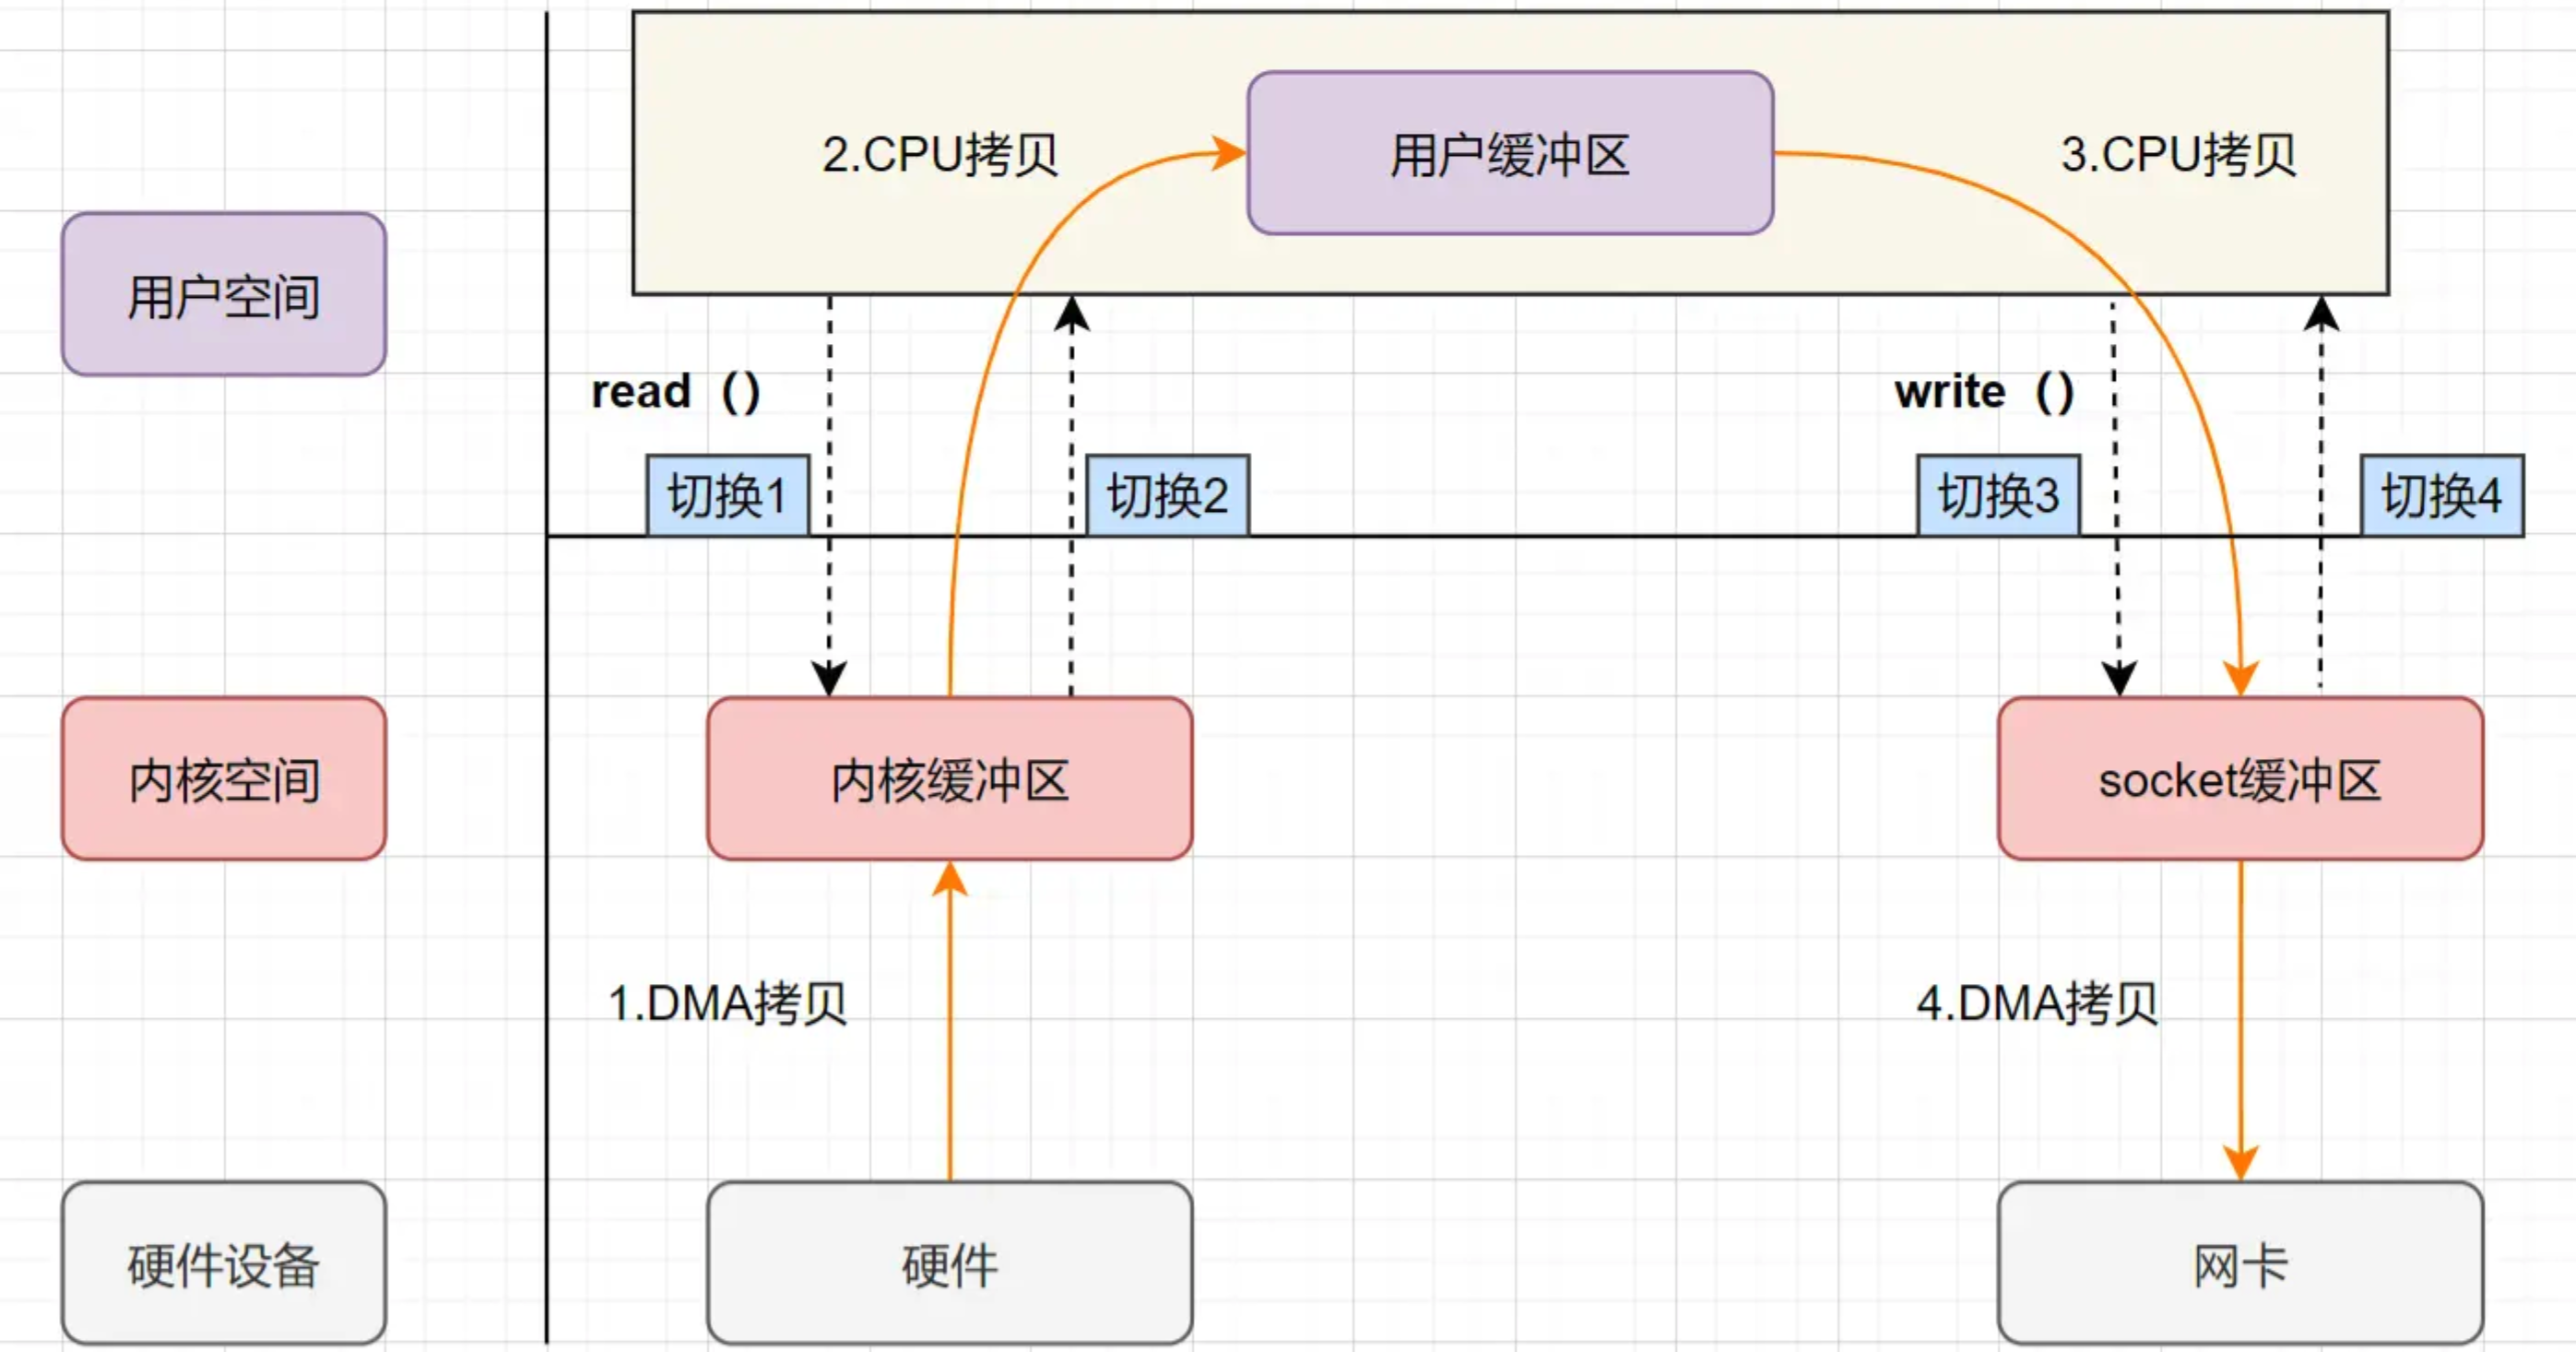 2.CPU拷贝
用户缓冲区
3.CPU拷贝
用户空间
read（）
write（）
切换1
切换2
切换3
切换4
内核空间
内核缓冲区
socket缓冲区
1.DMA拷贝
4.DMA拷贝
硬件设备
硬件
网卡